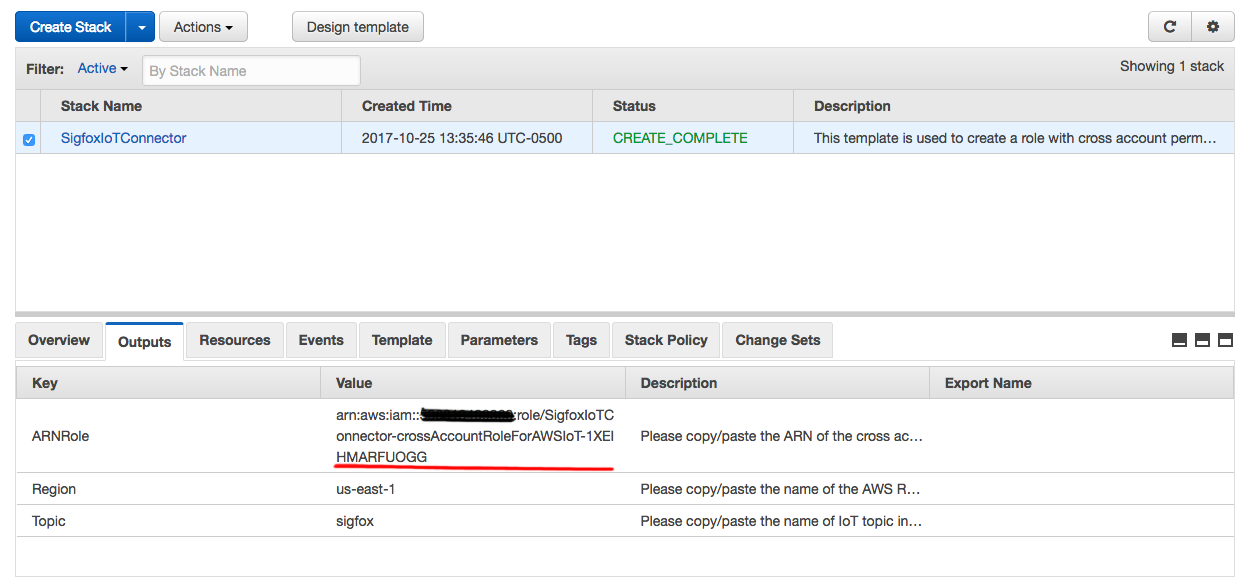 Create Stack Actions Design template
Filter: Active By Stack Name Showing 1 stack
Stack Name Created Time Status Description
SigfoxIoTConnector 2017-10-25 13:35:46 UTC-0500 CREATE_COMPLETE This template is used to create a role with cross account perm…
Overview Outputs Resources Events Template Parameters Tags Stack Policy Change Sets
Key Value Description Export Name
ARNRole
arn:aws:iam:: :role/SigfoxIoTC
onnector-crossAccountRoleForAWSIoT-1XEI
HMARFUOGG
Please copy/paste the ARN of the cross ac…
Region us-east-1 Please copy/paste the name of the AWS R…
Topic sigfox Please copy/paste the name of IoT topic in…